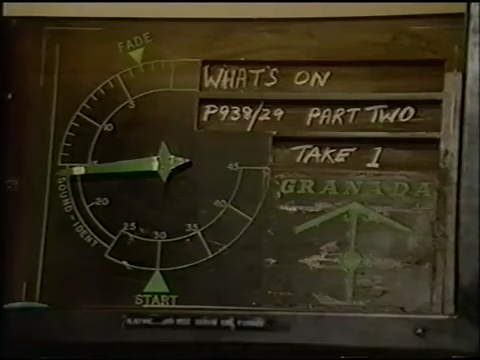 FADE
WHAT'S ON
P938/29 PART TWO
TAKE 1
GRANADA
5
10
SOUND-IDENT
20
25
30
35
40
45
START